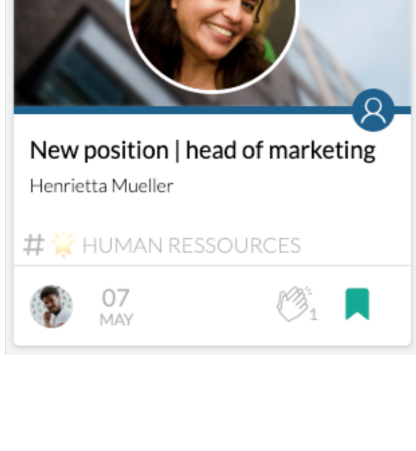 New position | head of marketing
Henrietta Mueller
# HUMAN RESSOURCES
07
MAY
1